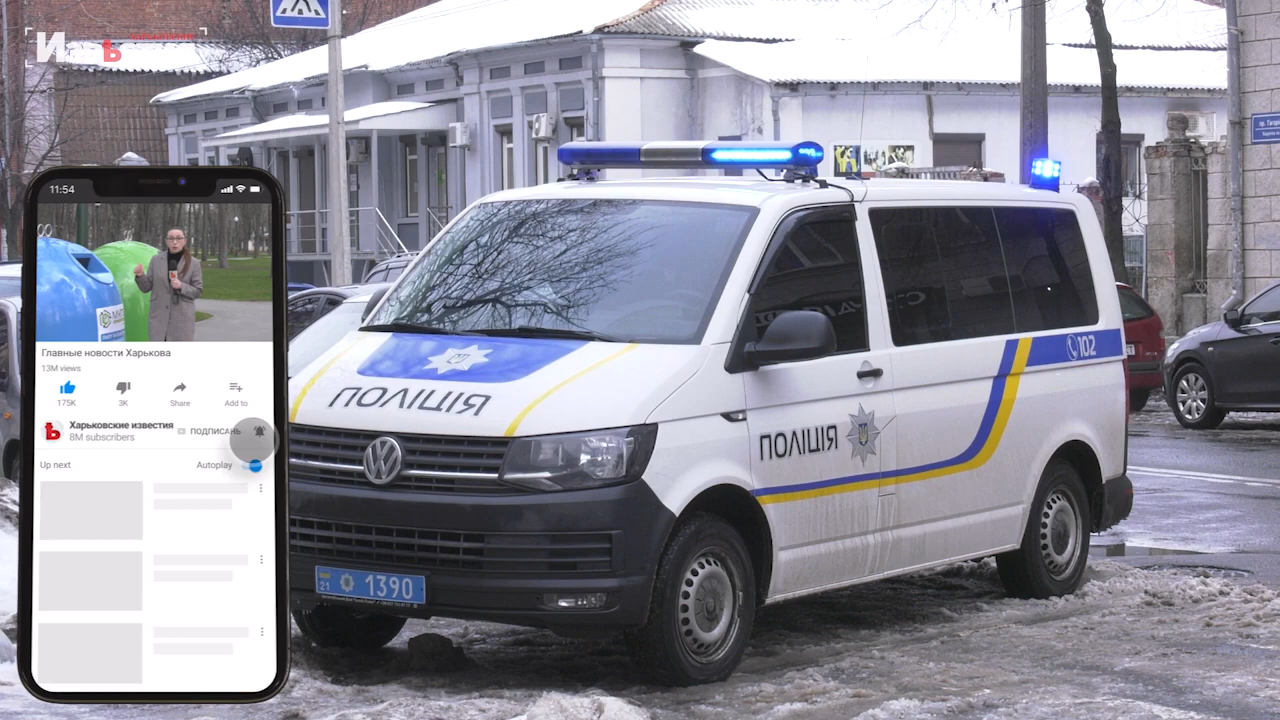 Иъ
11:54
Главные новости Харькова
13M views
175K
3K
Share
Add to
Ъ
Харьковские известия
8M subscribers
ПОДПИСАНЬ
Up next
Autoplay
ПОЛІЦІЯ
ПОЛІЦІЯ
102
21
1390